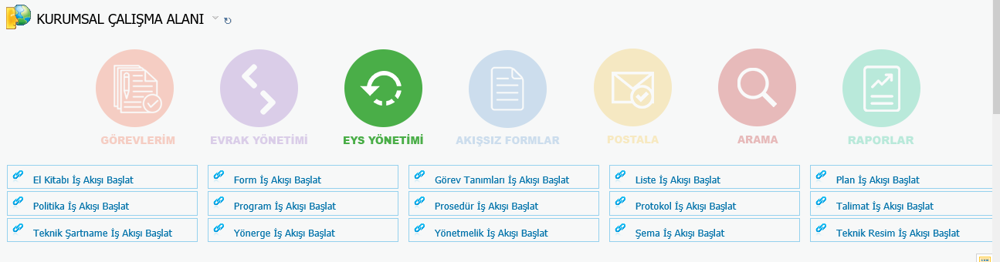 KURUMSAL ÇALIŞMA ALANI
GÖREVLERİM EVRAK YÖNETİMİ EYS YÖNETİMİ AKIŞSIZ FORMLAR POSTALA ARAMA RAPORLAR
El Kitabı İş Akışı Başlat Form İş Akışı Başlat Görev Tanımları İş Akışı Başlat Liste İş Akışı Başlat Plan İş Akışı Başlat
Politika İş Akışı Başlat Program İş Akışı Başlat Prosedür İş Akışı Başlat Protokol İş Akışı Başlat Talimat İş Akışı Başlat
Teknik Şartname İş Akışı Başlat Yönerge İş Akışı Başlat Yönetmelik İş Akışı Başlat Şema İş Akışı Başlat Teknik Resim İş Akışı Başlat